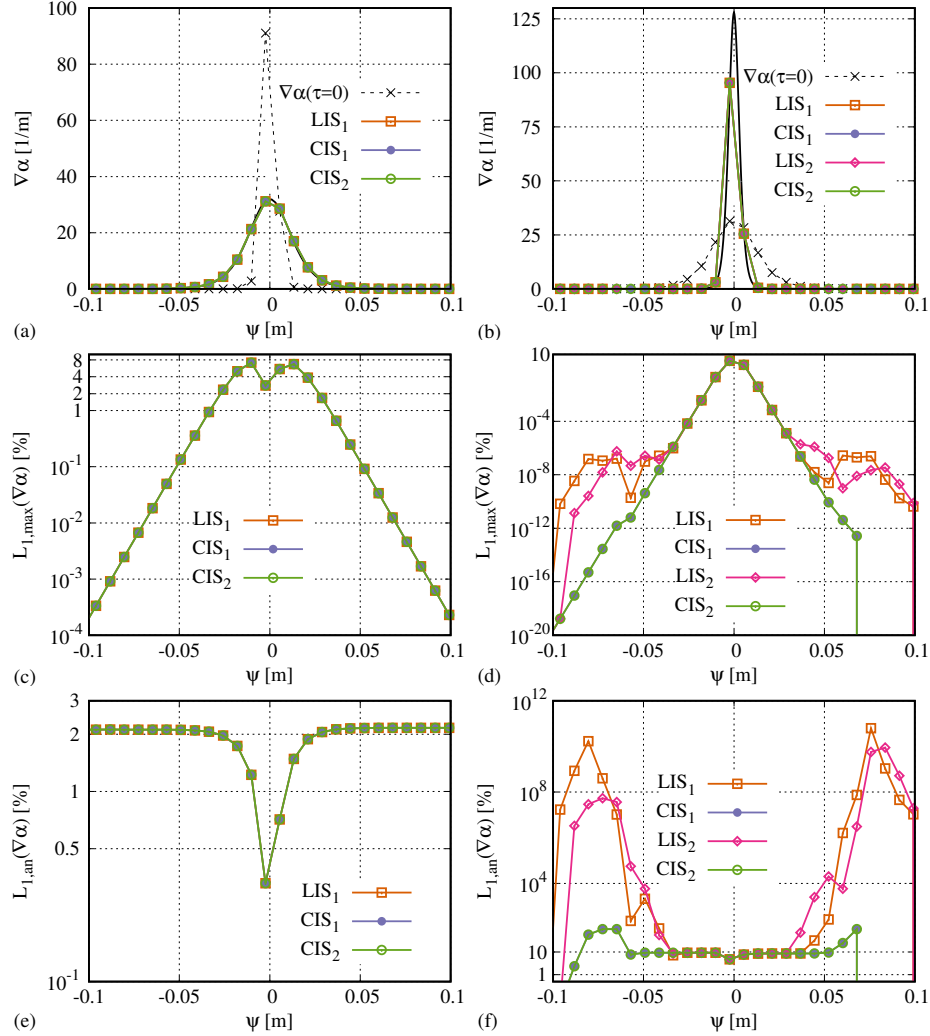 100
80
60
40
20
0
∇α [1/m]
∇α(τ=0)
LIS₁
CIS₁
CIS₂
-0.1
-0.05
0
0.05
0.1
(a)
ψ [m]
125
100
75
50
25
0
∇α [1/m]
∇α(τ=0)
LIS₁
CIS₁
LIS₂
CIS₂
-0.1
-0.05
0
0.05
0.1
(b)
ψ [m]
8
4
2
1
10⁻¹
10⁻²
10⁻³
10⁻⁴
L₁,max(∇α) [%]
LIS₁
CIS₁
CIS₂
-0.1
-0.05
0
0.05
0.1
(c)
ψ [m]
10
10⁻⁴
10⁻⁸
10⁻¹²
10⁻¹⁶
10⁻²⁰
L₁,max(∇α) [%]
LIS₁
CIS₁
LIS₂
CIS₂
-0.1
-0.05
0
0.05
0.1
(d)
ψ [m]
3
2
1
0.5
10⁻¹
L₁,an(∇α) [%]
LIS₁
CIS₁
CIS₂
-0.1
-0.05
0
0.05
0.1
(e)
ψ [m]
10¹²
10⁸
10⁴
10
1
L₁,an(∇α) [%]
LIS₁
CIS₁
LIS₂
CIS₂
-0.1
-0.05
0
0.05
0.1
(f)
ψ [m]